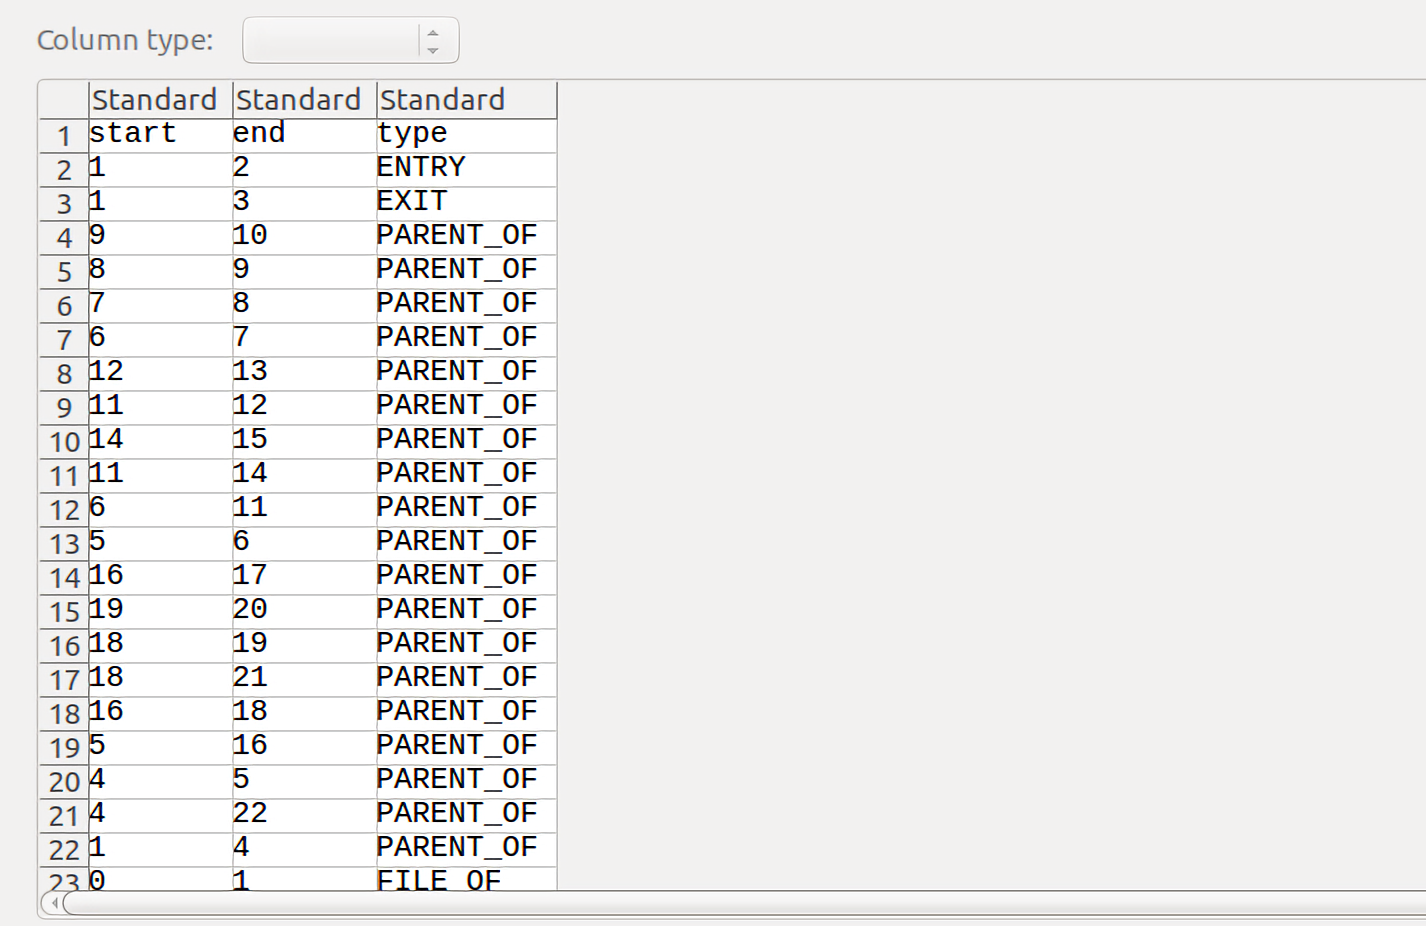 Column type:
Standard Standard Standard
1 start end type
2 1 2 ENTRY
3 1 3 EXIT
4 9 10 PARENT_OF
5 8 9 PARENT_OF
6 7 8 PARENT_OF
7 6 7 PARENT_OF
8 12 13 PARENT_OF
9 11 12 PARENT_OF
10 14 15 PARENT_OF
11 11 14 PARENT_OF
12 6 11 PARENT_OF
13 5 6 PARENT_OF
14 16 17 PARENT_OF
15 19 20 PARENT_OF
16 18 19 PARENT_OF
17 18 21 PARENT_OF
18 16 18 PARENT_OF
19 5 16 PARENT_OF
20 4 5 PARENT_OF
21 4 22 PARENT_OF
22 1 4 PARENT_OF
23 0 1 FILE_OF